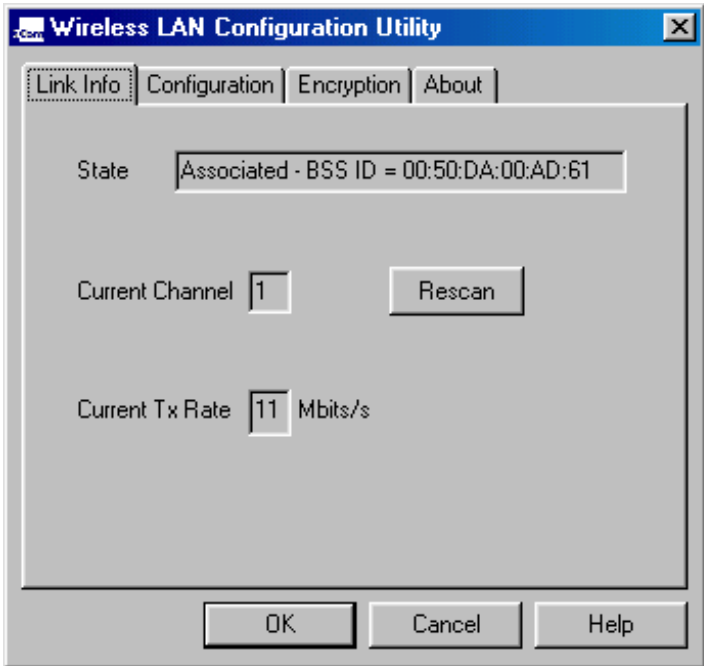 zCom Wireless LAN Configuration Utility
Link Info Configuration Encryption About
State Associated - BSS ID = 00:50:DA:00:AD:61
Current Channel 1 Rescan
Current Tx Rate 11 Mbits/s
OK Cancel Help